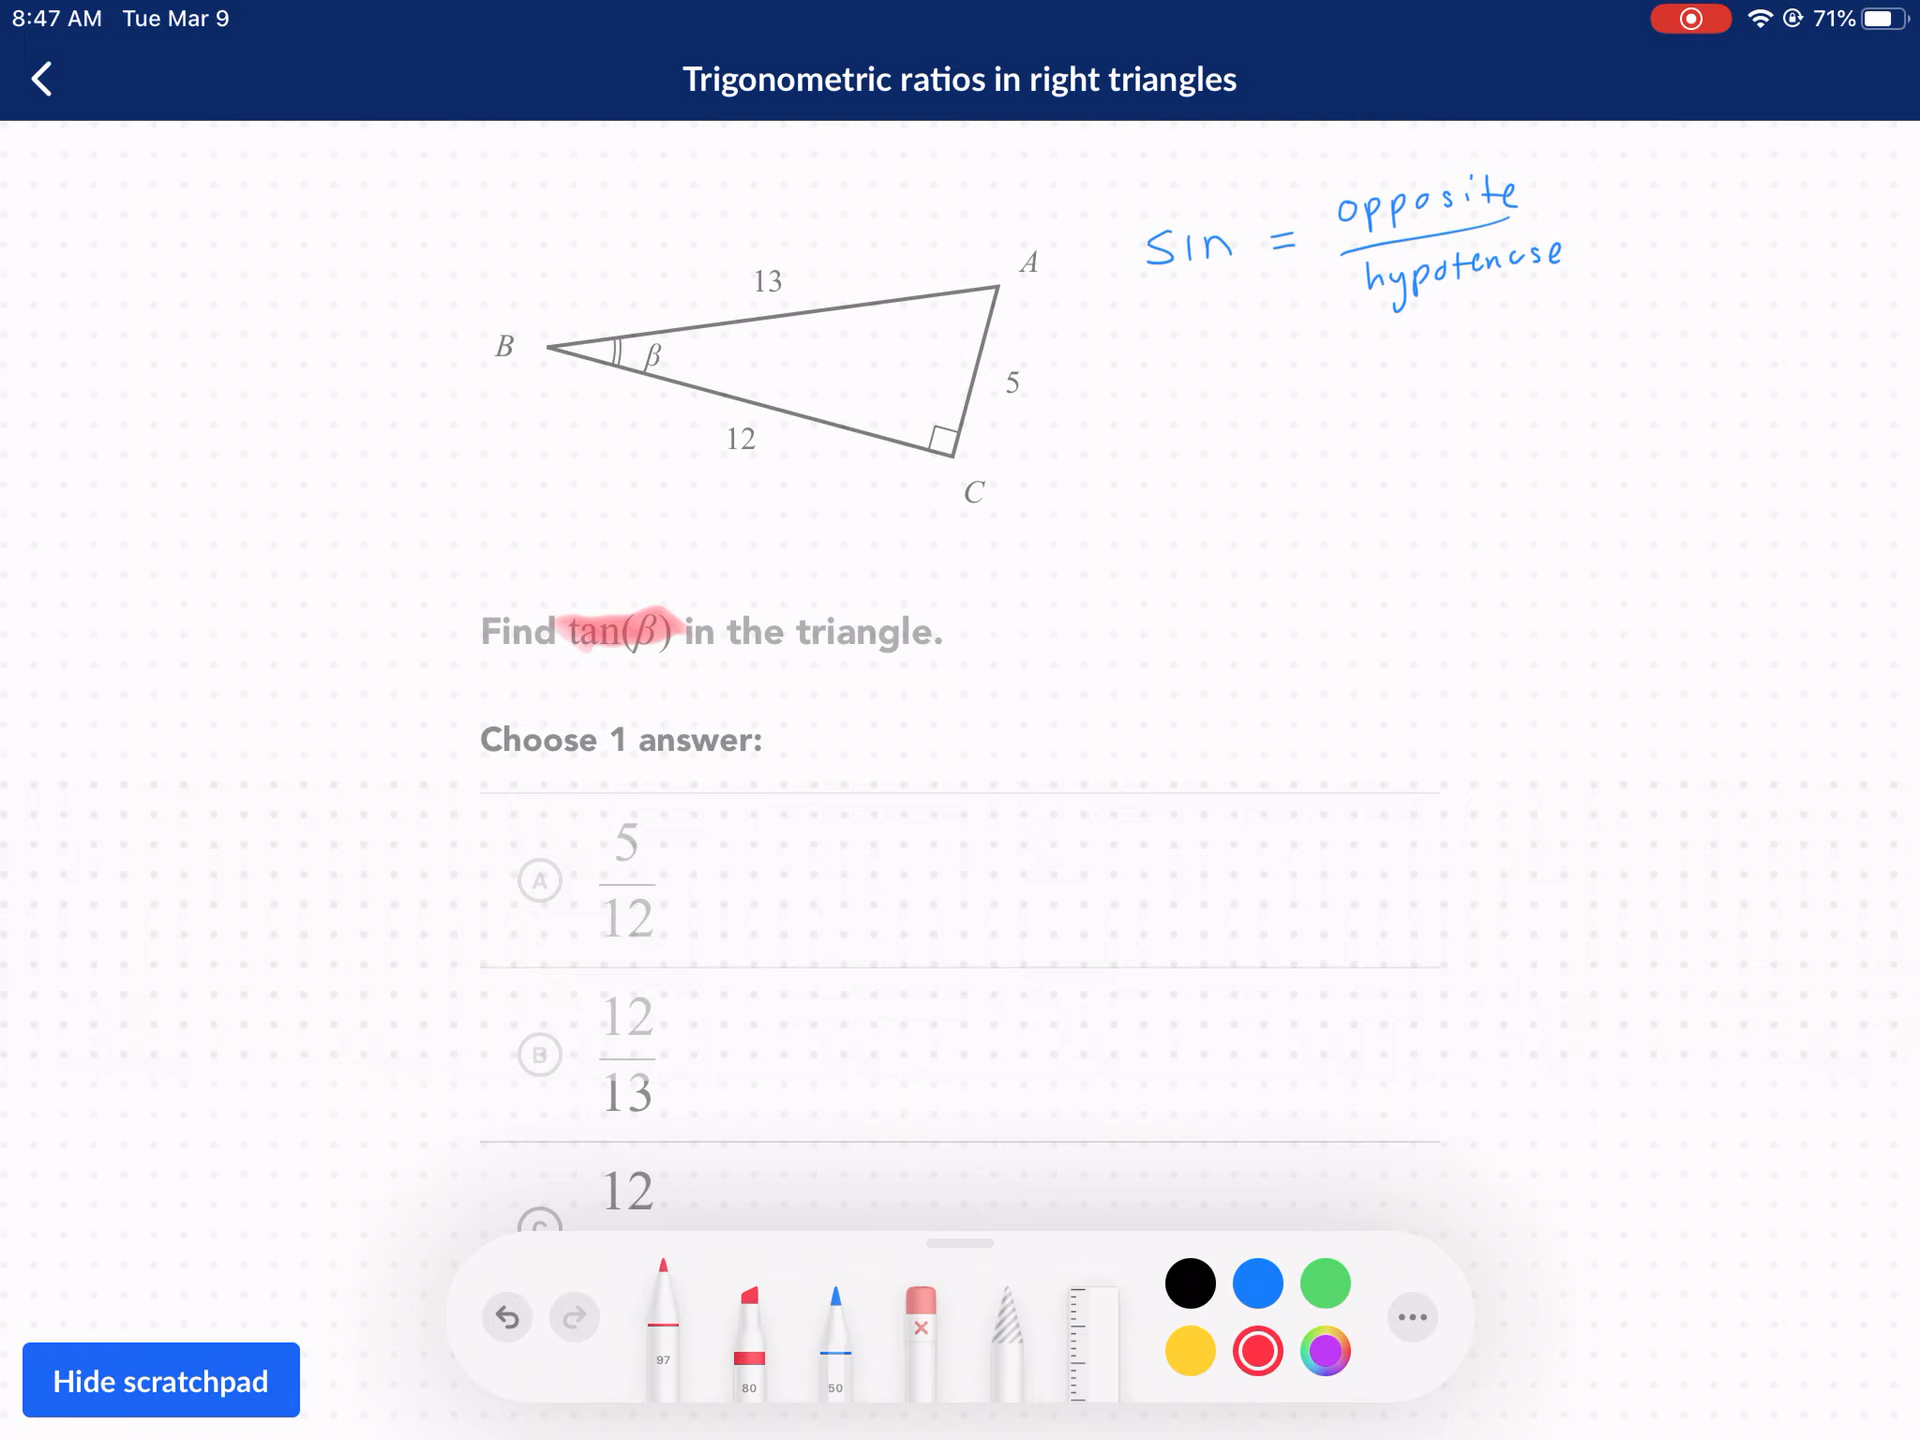 8:47 AM Tue Mar 9
71%
Trigonometric ratios in right triangles
sin = opposite
hypotenuse
A
13
B
β
5
12
C
Find tan(β) in the triangle.
Choose 1 answer:
A
5
12
B
12
13
C
12
97
80
50
Hide scratchpad